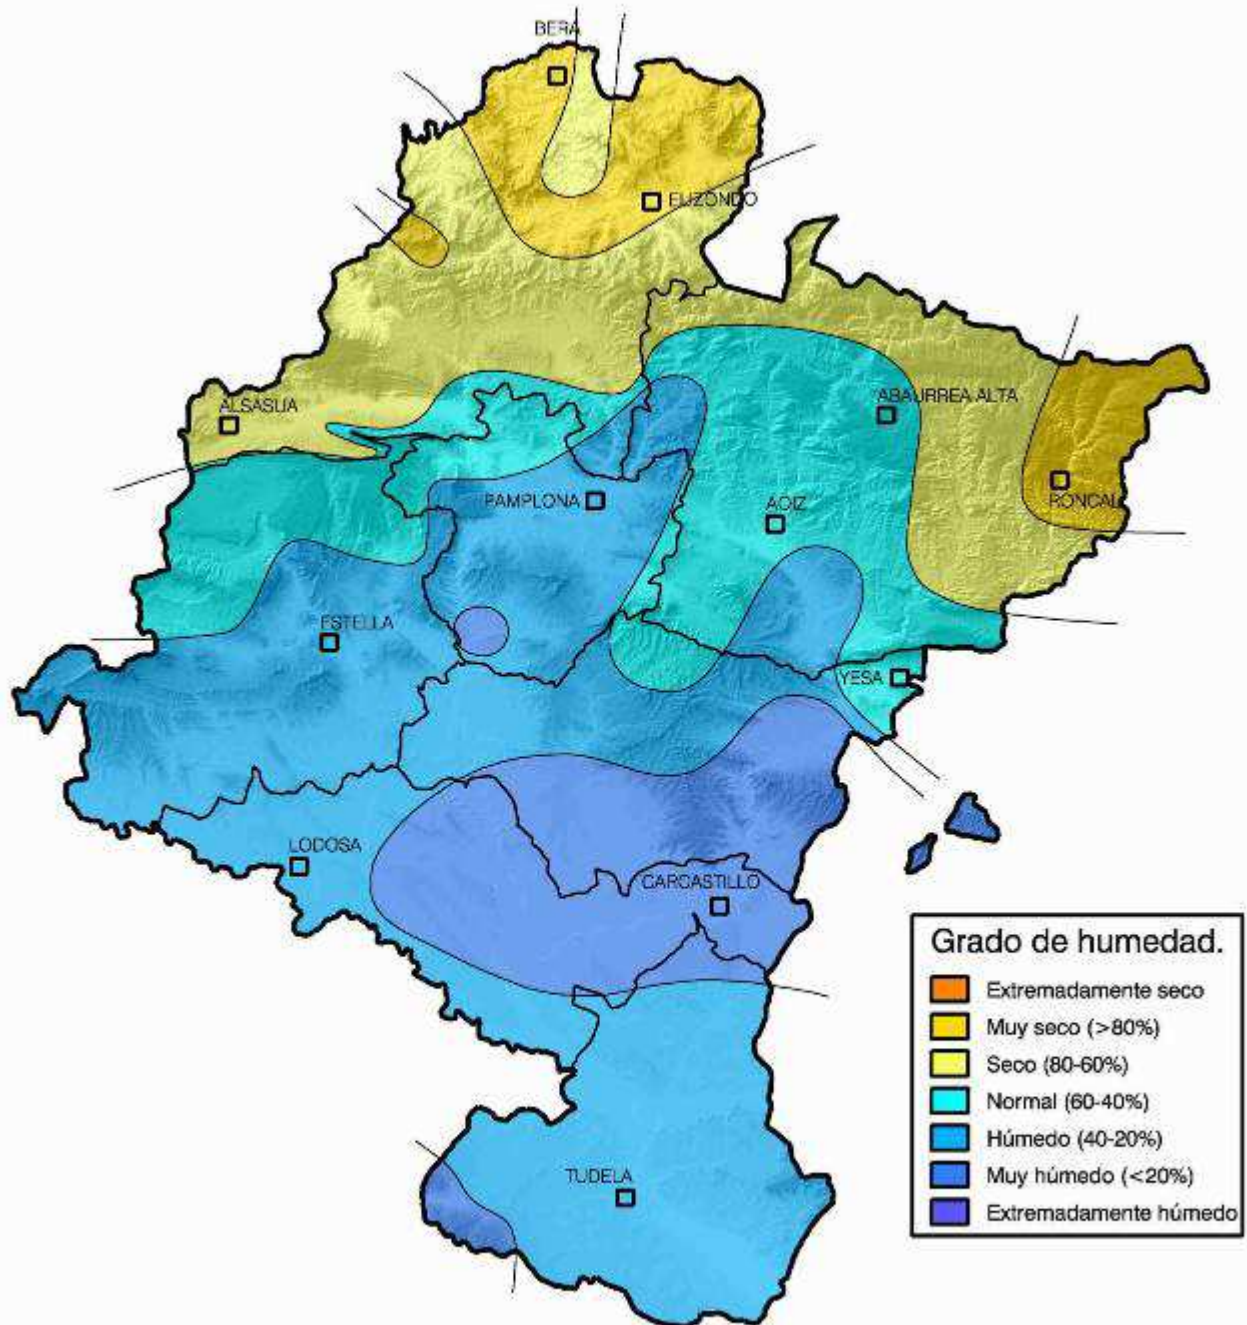 BERA
ELIZONDO
ALSASUA
ABAURREA ALTA
PAMPLONA
AOIZ
RONCAL
ESTELLA
YESA
LODOSA
CARCASTILLO
TUDELA
Grado de humedad.
Extremadamente seco
Muy seco (>80%)
Seco (80-60%)
Normal (60-40%)
Húmedo (40-20%)
Muy húmedo (<20%)
Extremadamente húmedo